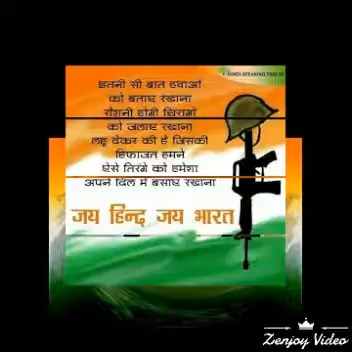 इतनी सी बात हवाओं
को बताए रखना
रौशनी होगी चिरागों
को जलाए रखना
लहू देकर की है जिसकी
हिफाजत हमने
ऐसे तिरंगे को हमेशा
अपने दिल में बसाए रखना
जय हिन्द जय भारत
Zenjoy Video